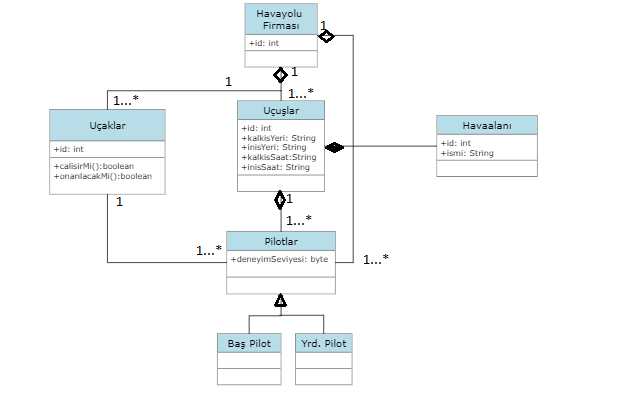 Havayolu
Firması
+id: int
1
1
1
1...*
1...*
Uçaklar
+id: int
+calisirMi():boolean
+onarılacakMi():boolean
1
Uçuşlar
+id: int
+kalkisYeri: String
+inisYeri: String
+kalkisSaat:String
+inisSaat: String
Havaalanı
+id: int
+ismi: String
1
1...*
1...*
Pilotlar
+deneyimSeviyesi: byte
1...*
Baş Pilot
Yrd. Pilot